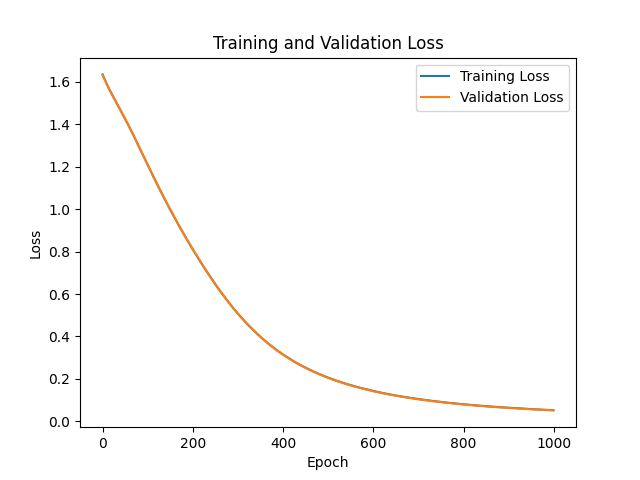 Training and Validation Loss
Training Loss
Validation Loss
1.6
1.4
1.2
1.0
0.8
0.6
0.4
0.2
0.0
Loss
0 200 400 600 800 1000
Epoch